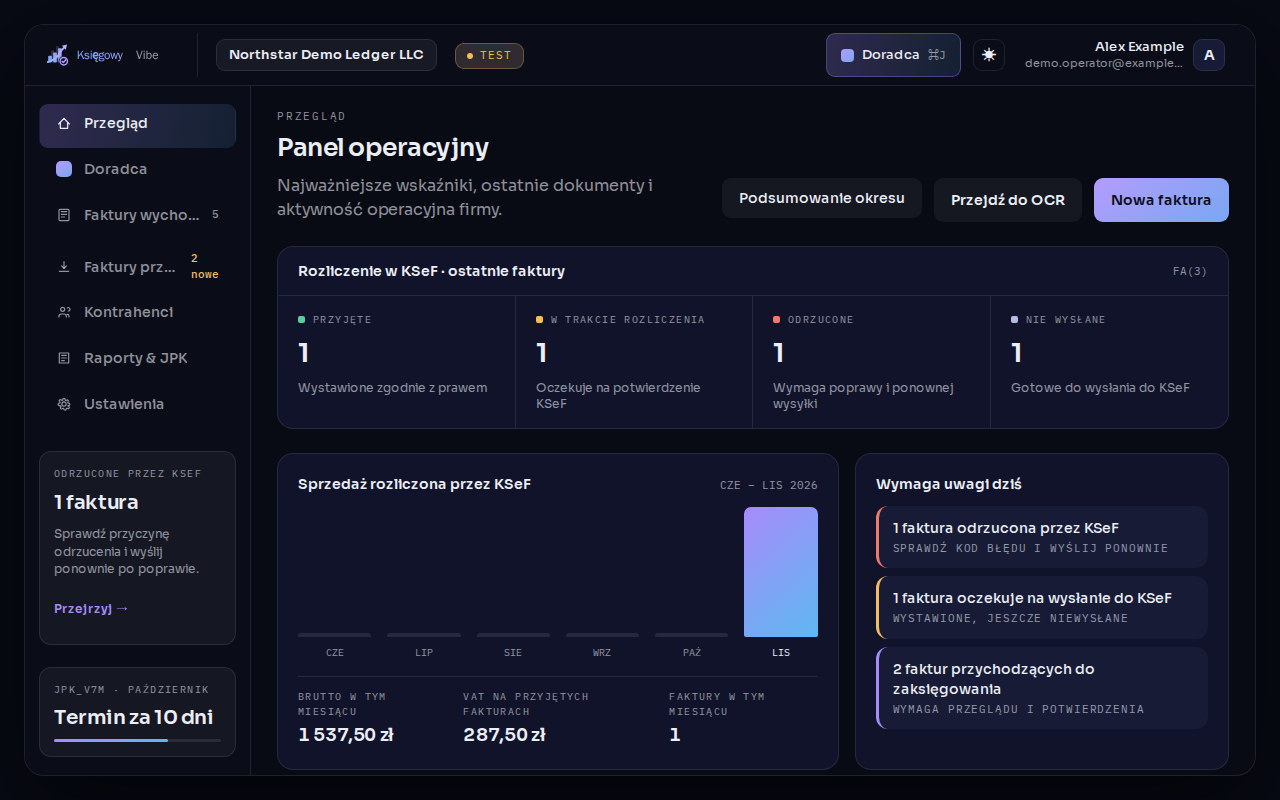 Księgowy Vibe
Northstar Demo Ledger LLC
TEST
Doradca ⌘J
Alex Example
demo.operator@example...
A
Przegląd
Doradca
Faktury wycho... 5
Faktury prz... 2 nowe
Kontrahenci
Raporty & JPK
Ustawienia
ODRZUCONE PRZEZ KSEF
1 faktura
Sprawdź przyczynę
odrzucenia i wyślij
ponownie po poprawie.
Przejrzyj →
JPK_V7M · PAŹDZIERNIK
Termin za 10 dni
PRZEGLĄD
Panel operacyjny
Najważniejsze wskaźniki, ostatnie dokumenty i
aktywność operacyjna firmy.
Podsumowanie okresu
Przejdź do OCR
Nowa faktura
Rozliczenie w KSeF · ostatnie faktury
FA(3)
PRZYJĘTE
1
Wystawione zgodnie z prawem
W TRAKCIE ROZLICZENIA
1
Oczekuje na potwierdzenie
KSeF
ODRZUCONE
1
Wymaga poprawy i ponownej
wysyłki
NIE WYSŁANE
1
Gotowe do wysłania do KSeF
Sprzedaż rozliczona przez KSeF
CZE – LIS 2026
CZE LIP SIE WRZ PAŹ LIS
BRUTTO W TYM
MIESIĄCU
1 537,50 zł
VAT NA PRZYJĘTYCH
FAKTURACH
287,50 zł
FAKTURY W TYM
MIESIĄCU
1
Wymaga uwagi dziś
1 faktura odrzucona przez KSeF
SPRAWDŹ KOD BŁĘDU I WYŚLIJ PONOWNIE
1 faktura oczekuje na wysłanie do KSeF
WYSTAWIONE, JESZCZE NIEWYSŁANE
2 faktur przychodzących do
zaksięgowania
WYMAGA PRZEGLĄDU I POTWIERDZENIA